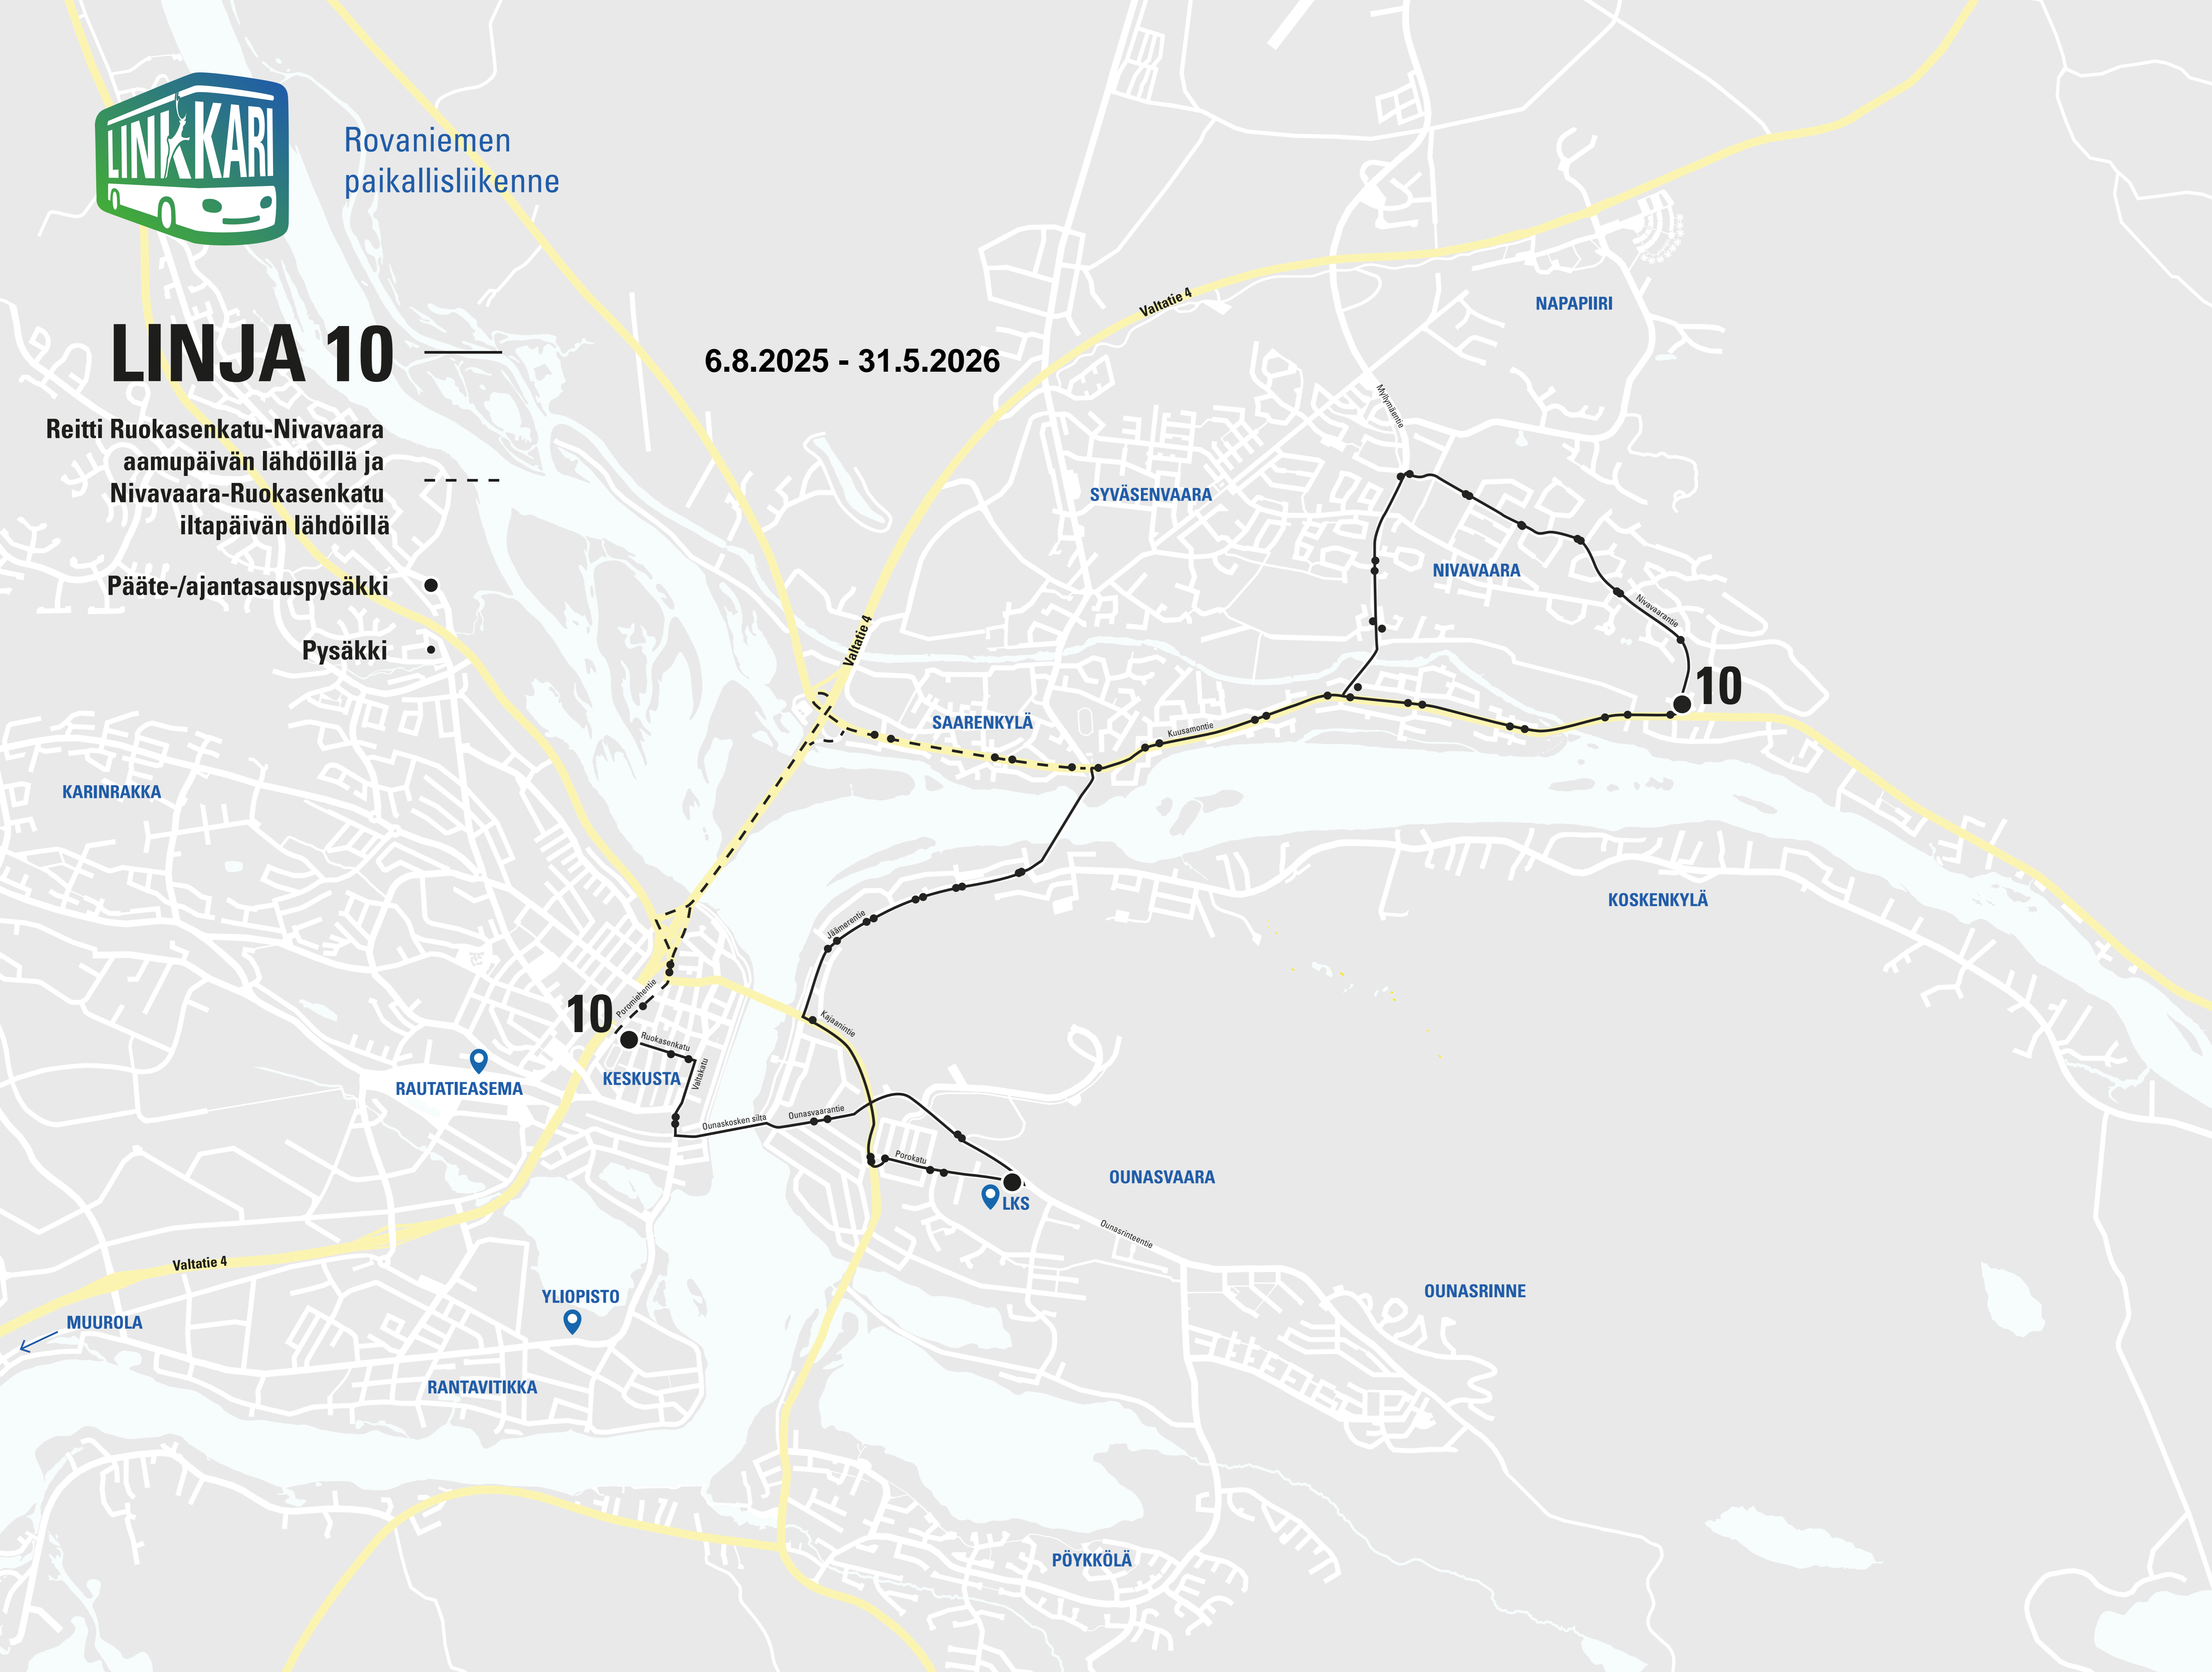 LINKKARI
Rovaniemen
paikallisliikenne
LINJA 10
6.8.2025 - 31.5.2026
Reitti Ruokasenkatu-Nivavaara
aamupäivän lähdöillä ja
Nivavaara-Ruokasenkatu
iltapäivän lähdöillä
Pääte-/ajantasauspysäkki
Pysäkki
Valtatie 4
NAPAPIIRI
Myllymäentie
SYVÄSENVAARA
NIVAVAARA
Nivavaarantie
10
Valtatie 4
SAARENKYLÄ
Kuusamontie
KARINRAKKA
KOSKENKYLÄ
Jäämerentie
Poromiehentie
10
Ruokasenkatu
Kajaanintie
KESKUSTA
Valtakatu
RAUTATIEASEMA
Ounaskosken silta
Ounasvaarantie
Porokatu
OUNASVAARA
LKS
Ounasrinteentie
Valtatie 4
YLIOPISTO
OUNASRINNE
MUUROLA
RANTAVITIKKA
PÖYKKÖLÄ